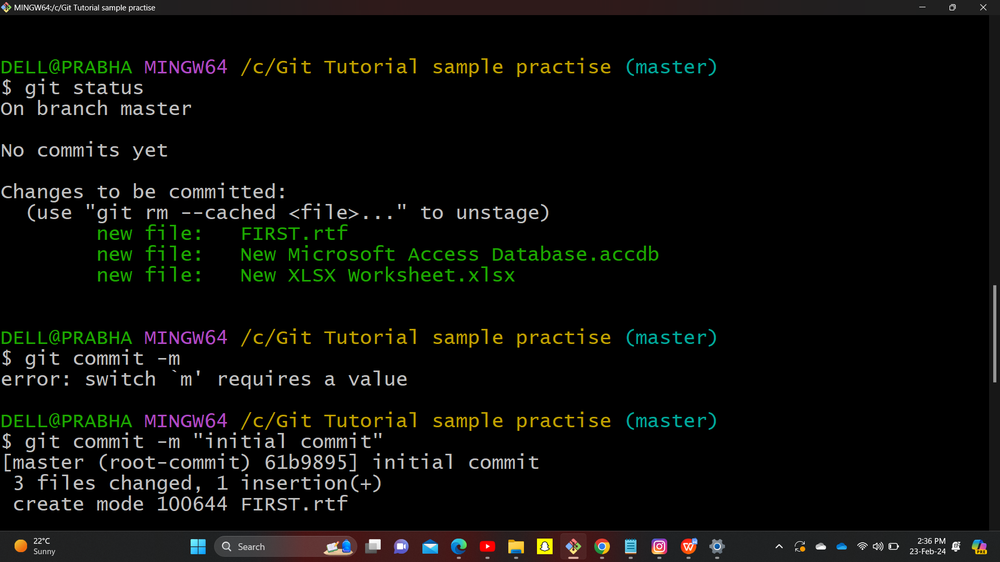 MINGW64:/c/Git Tutorial sample practise
DELL@PRABHA MINGW64 /c/Git Tutorial sample practise (master)
$ git status
On branch master
No commits yet
Changes to be committed:
  (use "git rm --cached <file>..." to unstage)
        new file:   FIRST.rtf
        new file:   New Microsoft Access Database.accdb
        new file:   New XLSX Worksheet.xlsx
DELL@PRABHA MINGW64 /c/Git Tutorial sample practise (master)
$ git commit -m
error: switch `m' requires a value
DELL@PRABHA MINGW64 /c/Git Tutorial sample practise (master)
$ git commit -m "initial commit"
[master (root-commit) 61b9895] initial commit
 3 files changed, 1 insertion(+)
 create mode 100644 FIRST.rtf
22°C
Sunny
Search
2:36 PM
23-Feb-24
PRE